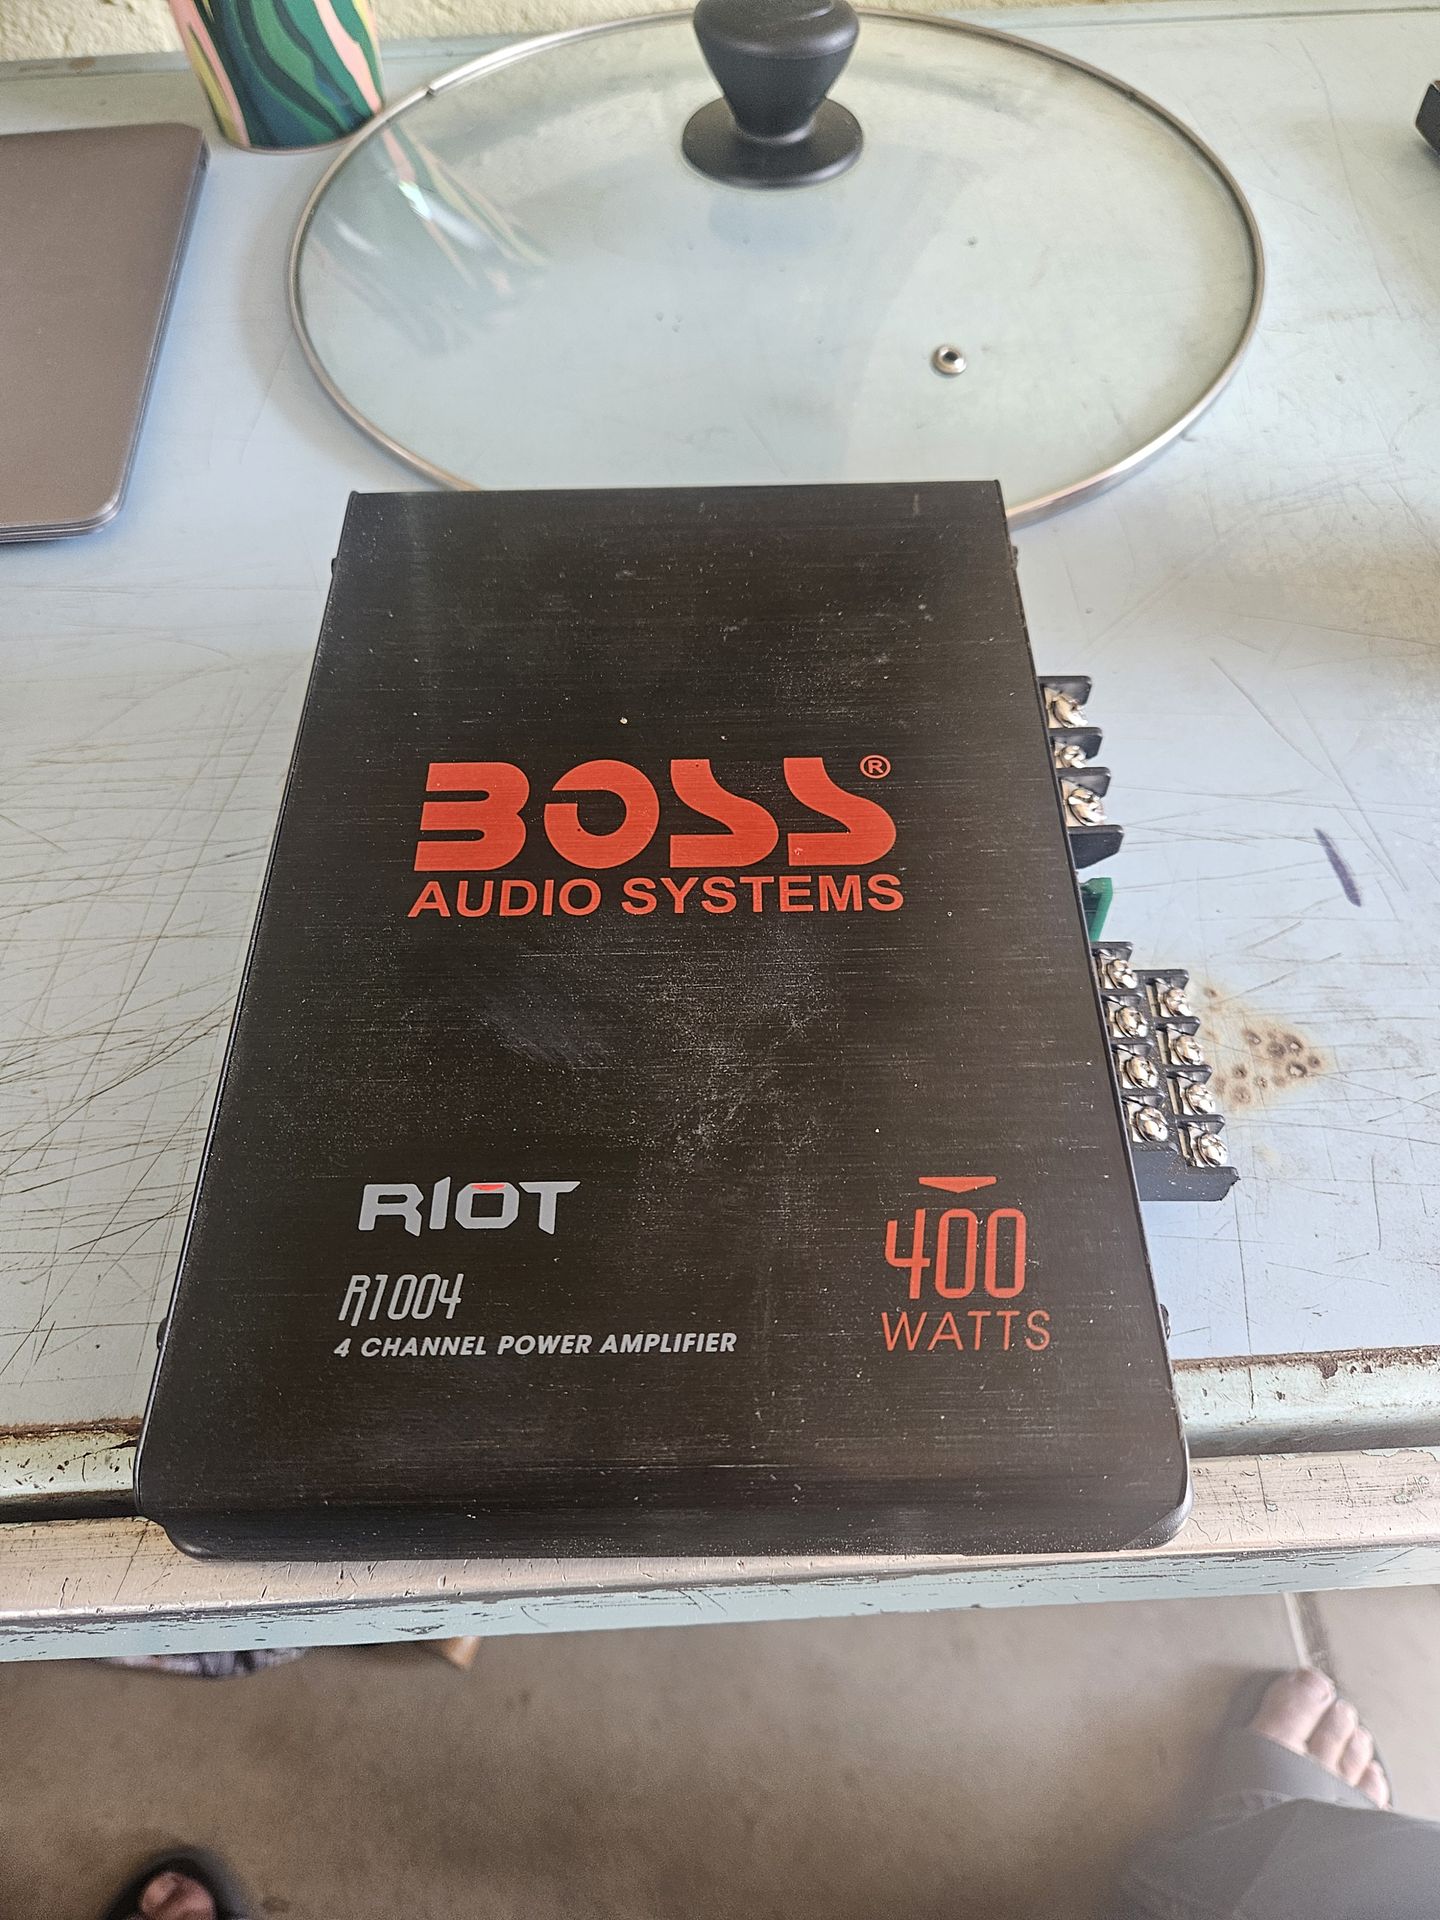 BOSS®
AUDIO SYSTEMS
RIOT
R1004
4 CHANNEL POWER AMPLIFIER
400
WATTS